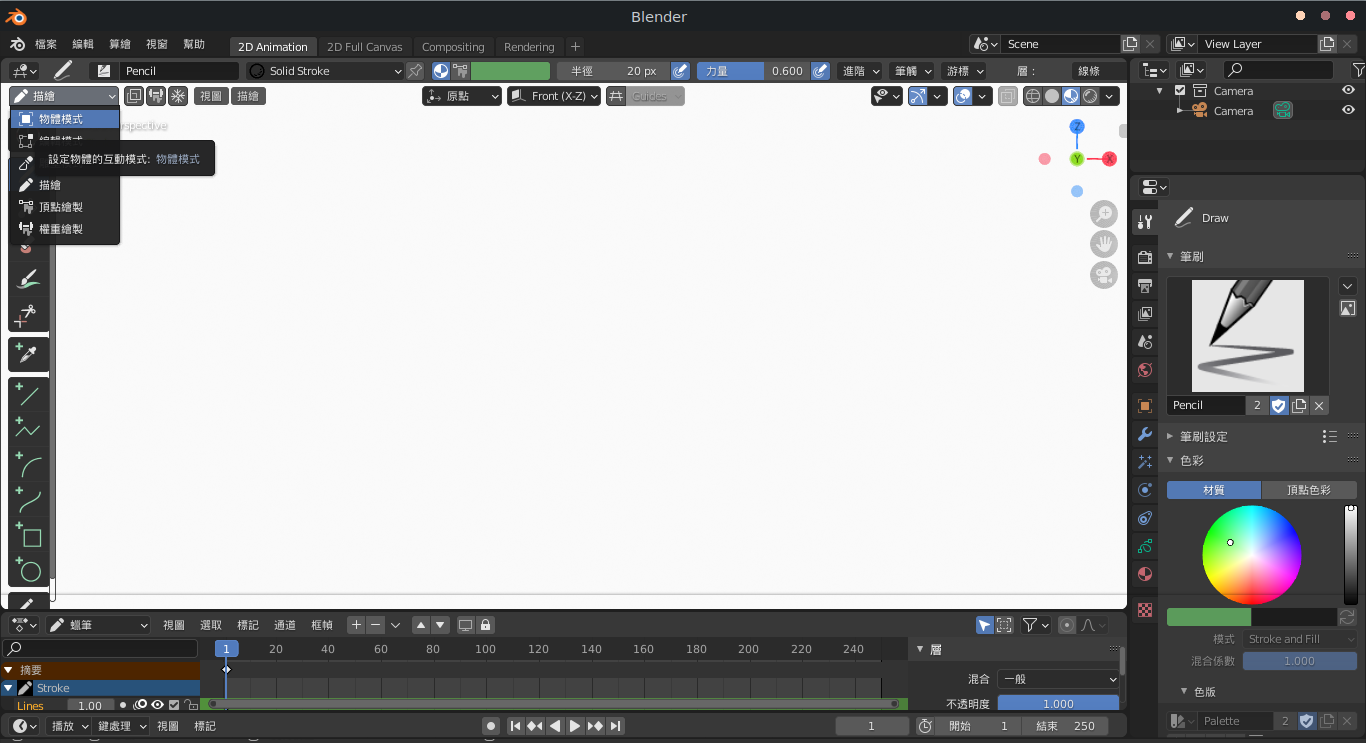 Blender
檔案 編輯 算繪 視窗 幫助 2D Animation 2D Full Canvas Compositing Rendering + Scene View Layer
Pencil Solid Stroke 半徑 20 px 力量 0.600 進階 筆觸 游標 層： 線條
描繪 視圖 描繪 原點 Front (X-Z) Guides
Camera
Camera
物體模式
spective
編輯模式
設定物體的互動模式: 物體模式
描繪
頂點繪製
權重繪製
Z
Y
X
Draw
筆刷
Pencil 2
筆刷設定
色彩
材質 頂點色彩
模式 Stroke and Fill
混合係數 1.000
色版
Palette 2
蠟筆 視圖 選取 標記 通道 框幀
1 20 40 60 80 100 120 140 160 180 200 220 240
層
摘要
Stroke
Lines 1.00
混合 一般
不透明度 1.000
播放 鍵處理 視圖 標記 1 開始 1 結束 250